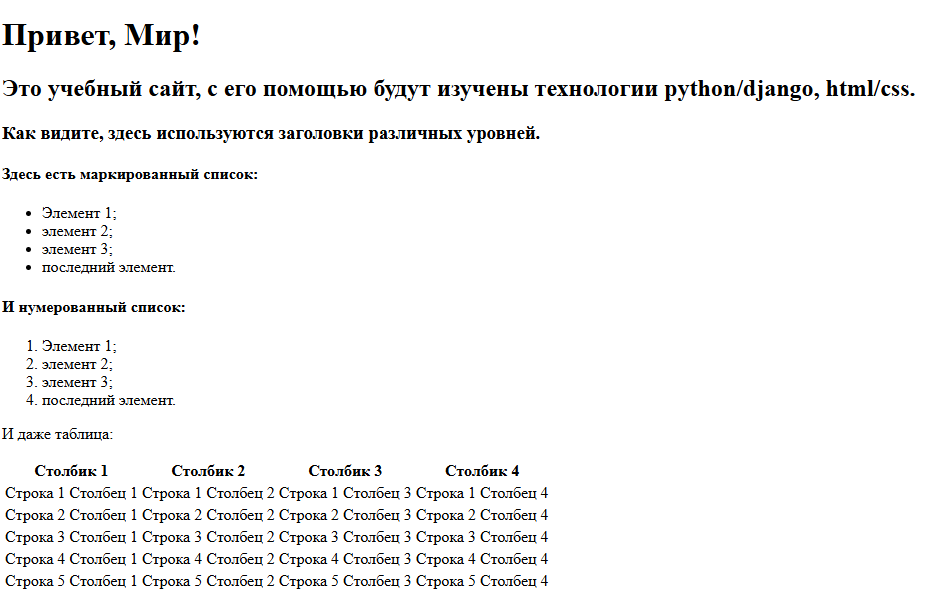 Привет, Мир!
Это учебный сайт, с его помощью будут изучены технологии python/django, html/css.
Как видите, здесь используются заголовки различных уровней.
Здесь есть маркированный список:
• Элемент 1;
• элемент 2;
• элемент 3;
• последний элемент.
И нумерованный список:
1. Элемент 1;
2. элемент 2;
3. элемент 3;
4. последний элемент.
И даже таблица:
Столбик 1 Столбик 2 Столбик 3 Столбик 4
Строка 1 Столбец 1 Строка 1 Столбец 2 Строка 1 Столбец 3 Строка 1 Столбец 4
Строка 2 Столбец 1 Строка 2 Столбец 2 Строка 2 Столбец 3 Строка 2 Столбец 4
Строка 3 Столбец 1 Строка 3 Столбец 2 Строка 3 Столбец 3 Строка 3 Столбец 4
Строка 4 Столбец 1 Строка 4 Столбец 2 Строка 4 Столбец 3 Строка 4 Столбец 4
Строка 5 Столбец 1 Строка 5 Столбец 2 Строка 5 Столбец 3 Строка 5 Столбец 4